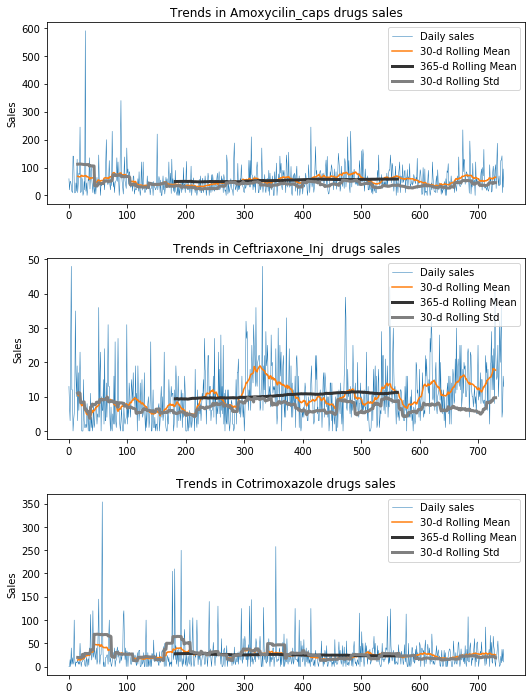 Trends in Amoxycilin_caps drugs sales
600
500
400
300
200
100
0
Sales
Daily sales
30-d Rolling Mean
365-d Rolling Mean
30-d Rolling Std
0 100 200 300 400 500 600 700
Trends in Ceftriaxone_Inj  drugs sales
50
40
30
20
10
0
Sales
Daily sales
30-d Rolling Mean
365-d Rolling Mean
30-d Rolling Std
0 100 200 300 400 500 600 700
Trends in Cotrimoxazole drugs sales
350
300
250
200
150
100
50
0
Sales
Daily sales
30-d Rolling Mean
365-d Rolling Mean
30-d Rolling Std
0 100 200 300 400 500 600 700